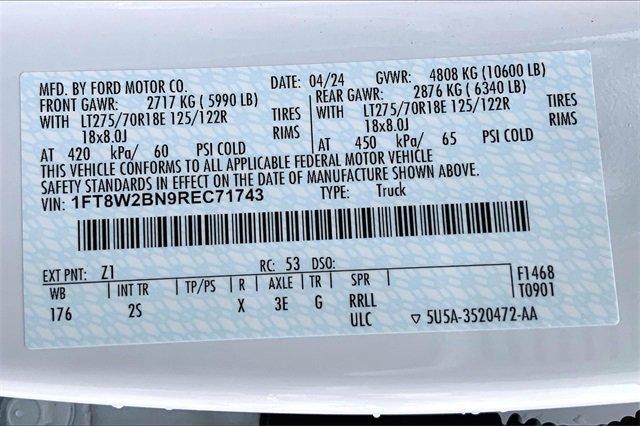 MFD. BY FORD MOTOR CO. DATE: 04/24 GVWR: 4808 KG (10600 LB)
FRONT GAWR: 2717 KG ( 5990 LB) REAR GAWR: 2876 KG ( 6340 LB)
WITH LT275/70R18E 125/122R TIRES WITH LT275/70R18E 125/122R TIRES
18x8.0J RIMS 18x8.0J RIMS
AT 420 kPa/ 60 PSI COLD AT 450 kPa/ 65 PSI COLD
THIS VEHICLE CONFORMS TO ALL APPLICABLE FEDERAL MOTOR VEHICLE
SAFETY STANDARDS IN EFFECT ON THE DATE OF MANUFACTURE SHOWN ABOVE.
VIN: 1FT8W2BN9REC71743 TYPE: Truck
EXT PNT: Z1 RC: 53 DSO:
WB INT TR TP/PS R AXLE TR SPR F1468
176 2S X 3E G RRLL T0901
ULC ▽ 5U5A-3520472-AA